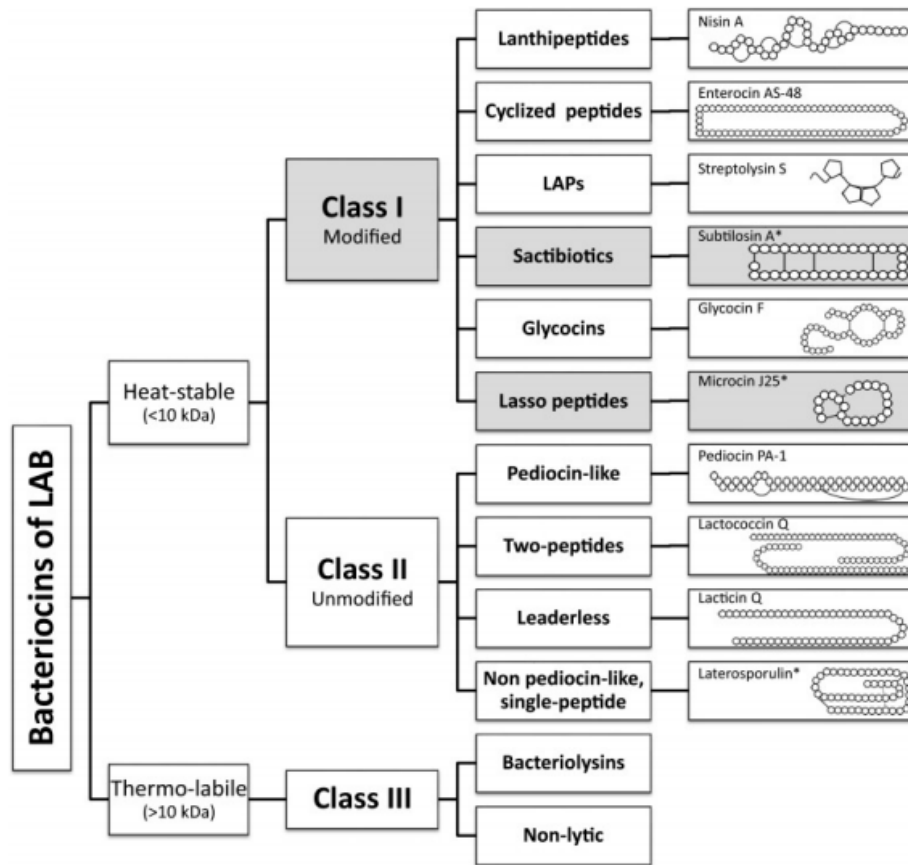 Bacteriocins of LAB
Heat-stable
(<10 kDa)
Thermo-labile
(>10 kDa)
Class I
Modified
Class II
Unmodified
Class III
Lanthipeptides
Nisin A
Cyclized peptides
Enterocin AS-48
LAPs
Streptolysin S
Sactibiotics
Subtilosin A*
Glycocins
Glycocin F
Lasso peptides
Microcin J25*
Pediocin-like
Pediocin PA-1
Two-peptides
Lactococcin Q
Leaderless
Lacticin Q
Non pediocin-like,
single-peptide
Laterosporulin*
Bacteriolysins
Non-lytic